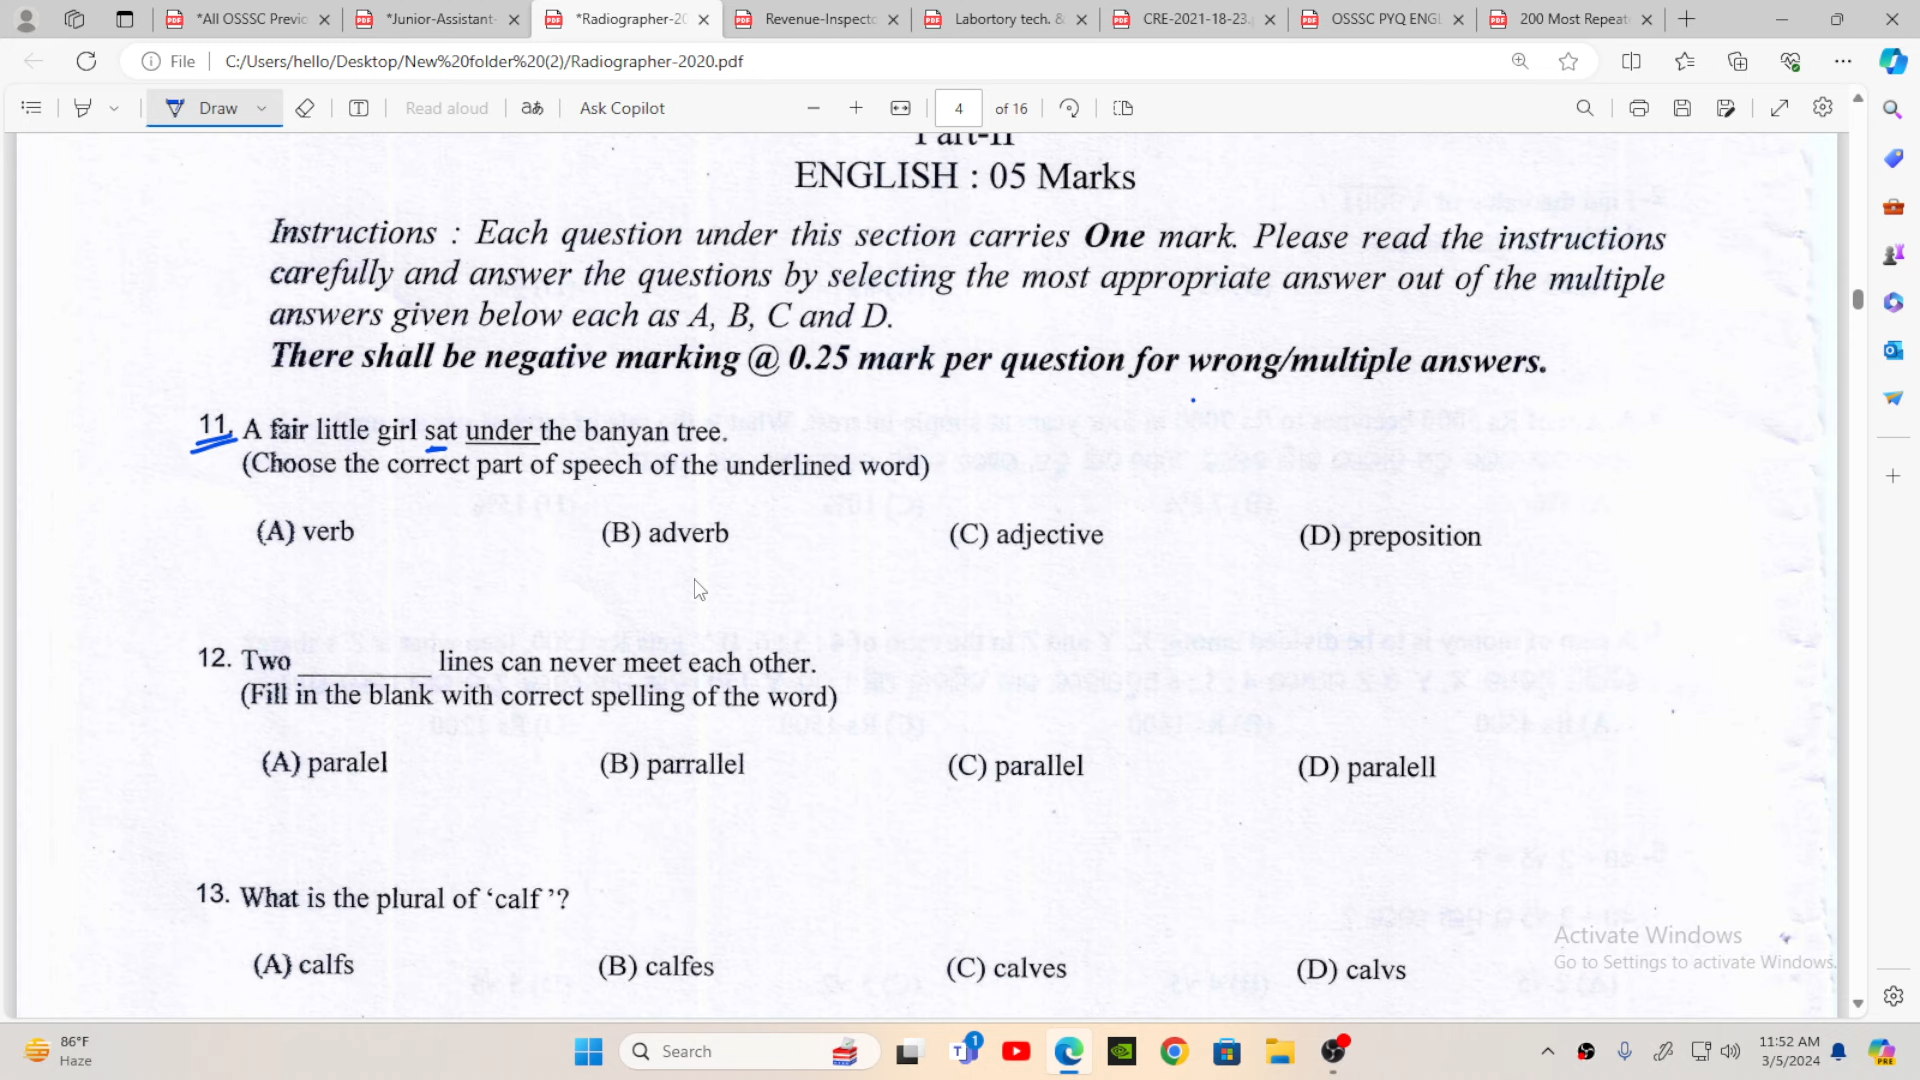 *All OSSSC Previo
*Junior-Assistant-
*Radiographer-20
Revenue-Inspecto
Labortory tech. &
CRE-2021-18-23.p
OSSSC PYQ ENGL
200 Most Repeat
File
C:/Users/hello/Desktop/New%20folder%20(2)/Radiographer-2020.pdf
Draw
Read aloud
Ask Copilot
4
of 16
Part-II
ENGLISH : 05 Marks
Instructions : Each question under this section carries One mark. Please read the instructions
carefully and answer the questions by selecting the most appropriate answer out of the multiple
answers given below each as A, B, C and D.
There shall be negative marking @ 0.25 mark per question for wrong/multiple answers.
11. A fair little girl sat under the banyan tree.
(Choose the correct part of speech of the underlined word)
(A) verb (B) adverb (C) adjective (D) preposition
12. Two ________ lines can never meet each other.
(Fill in the blank with correct spelling of the word)
(A) paralel (B) parrallel (C) parallel (D) paralell
13. What is the plural of ‘calf ’?
(A) calfs (B) calfes (C) calves (D) calvs
Activate Windows
Go to Settings to activate Windows.
86°F
Haze
Search
1
11:52 AM
3/5/2024
PRE